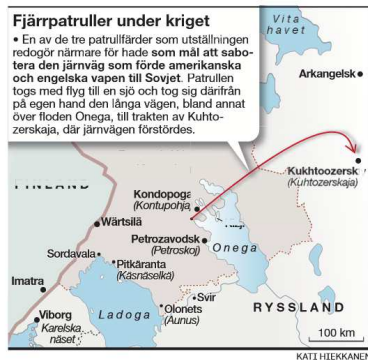 Fjärrpatruller under kriget
• En av de tre patrullfärder som utställningen
redogör närmare för hade som mål att sabo-
tera den järnväg som förde amerikanska
och engelska vapen till Sovjet. Patrullen
togs med flyg till en sjö och tog sig därifrån
på egen hand den långa vägen, bland annat
över floden Onega, till trakten av Kuhto-
zerskaja, där järnvägen förstördes.
Vita
havet
Arkangelsk
Kukhtoozersk
(Kuhtozerskaja)
FINLAND
Kondopoga
(Kontupohja)
Wärtsilä
Petrozavodsk
(Petroskoj)
Onega
Sordavala
Pitkäranta
(Käsnäselkä)
Imatra
Svir
Olonets
(Aunus)
RYSSLAND
Viborg
Karelska
näset
Ladoga
100 km
KATI HIEKKANEN